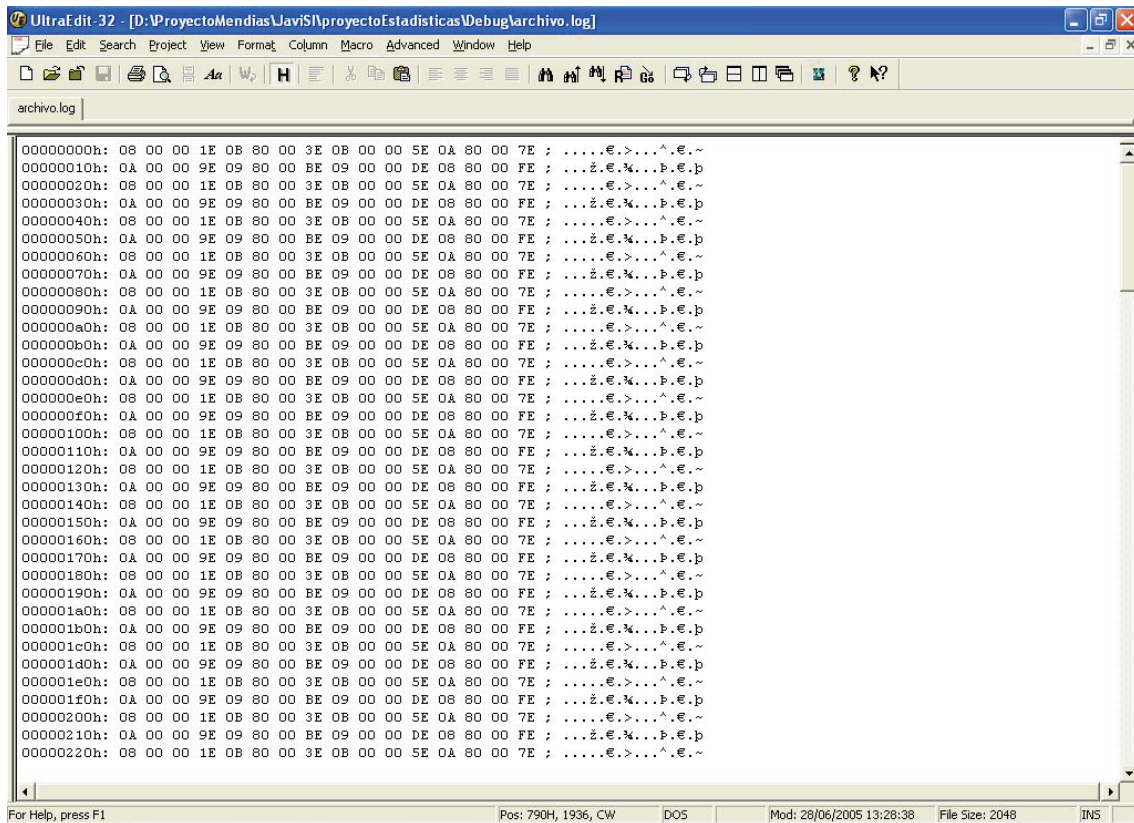 UltraEdit-32 - [D:\ProyectoMendias\JaviSI\proyectoEstadisticas\Debug\archivo.log]
File Edit Search Project View Format Column Macro Advanced Window Help
archivo.log
00000000h: 08 00 00 1E 0B 80 00 3E 0B 00 00 5E 0A 80 00 7E ; .....€.>...^.€.~
00000010h: 0A 00 00 9E 09 80 00 BE 09 00 00 DE 08 80 00 FE ; ...ž.€.¾...Þ.€.þ
00000020h: 08 00 00 1E 0B 80 00 3E 0B 00 00 5E 0A 80 00 7E ; .....€.>...^.€.~
00000030h: 0A 00 00 9E 09 80 00 BE 09 00 00 DE 08 80 00 FE ; ...ž.€.¾...Þ.€.þ
00000040h: 08 00 00 1E 0B 80 00 3E 0B 00 00 5E 0A 80 00 7E ; .....€.>...^.€.~
00000050h: 0A 00 00 9E 09 80 00 BE 09 00 00 DE 08 80 00 FE ; ...ž.€.¾...Þ.€.þ
00000060h: 08 00 00 1E 0B 80 00 3E 0B 00 00 5E 0A 80 00 7E ; .....€.>...^.€.~
00000070h: 0A 00 00 9E 09 80 00 BE 09 00 00 DE 08 80 00 FE ; ...ž.€.¾...Þ.€.þ
00000080h: 08 00 00 1E 0B 80 00 3E 0B 00 00 5E 0A 80 00 7E ; .....€.>...^.€.~
00000090h: 0A 00 00 9E 09 80 00 BE 09 00 00 DE 08 80 00 FE ; ...ž.€.¾...Þ.€.þ
000000a0h: 08 00 00 1E 0B 80 00 3E 0B 00 00 5E 0A 80 00 7E ; .....€.>...^.€.~
000000b0h: 0A 00 00 9E 09 80 00 BE 09 00 00 DE 08 80 00 FE ; ...ž.€.¾...Þ.€.þ
000000c0h: 08 00 00 1E 0B 80 00 3E 0B 00 00 5E 0A 80 00 7E ; .....€.>...^.€.~
000000d0h: 0A 00 00 9E 09 80 00 BE 09 00 00 DE 08 80 00 FE ; ...ž.€.¾...Þ.€.þ
000000e0h: 08 00 00 1E 0B 80 00 3E 0B 00 00 5E 0A 80 00 7E ; .....€.>...^.€.~
000000f0h: 0A 00 00 9E 09 80 00 BE 09 00 00 DE 08 80 00 FE ; ...ž.€.¾...Þ.€.þ
00000100h: 08 00 00 1E 0B 80 00 3E 0B 00 00 5E 0A 80 00 7E ; .....€.>...^.€.~
00000110h: 0A 00 00 9E 09 80 00 BE 09 00 00 DE 08 80 00 FE ; ...ž.€.¾...Þ.€.þ
00000120h: 08 00 00 1E 0B 80 00 3E 0B 00 00 5E 0A 80 00 7E ; .....€.>...^.€.~
00000130h: 0A 00 00 9E 09 80 00 BE 09 00 00 DE 08 80 00 FE ; ...ž.€.¾...Þ.€.þ
00000140h: 08 00 00 1E 0B 80 00 3E 0B 00 00 5E 0A 80 00 7E ; .....€.>...^.€.~
00000150h: 0A 00 00 9E 09 80 00 BE 09 00 00 DE 08 80 00 FE ; ...ž.€.¾...Þ.€.þ
00000160h: 08 00 00 1E 0B 80 00 3E 0B 00 00 5E 0A 80 00 7E ; .....€.>...^.€.~
00000170h: 0A 00 00 9E 09 80 00 BE 09 00 00 DE 08 80 00 FE ; ...ž.€.¾...Þ.€.þ
00000180h: 08 00 00 1E 0B 80 00 3E 0B 00 00 5E 0A 80 00 7E ; .....€.>...^.€.~
00000190h: 0A 00 00 9E 09 80 00 BE 09 00 00 DE 08 80 00 FE ; ...ž.€.¾...Þ.€.þ
000001a0h: 08 00 00 1E 0B 80 00 3E 0B 00 00 5E 0A 80 00 7E ; .....€.>...^.€.~
000001b0h: 0A 00 00 9E 09 80 00 BE 09 00 00 DE 08 80 00 FE ; ...ž.€.¾...Þ.€.þ
000001c0h: 08 00 00 1E 0B 80 00 3E 0B 00 00 5E 0A 80 00 7E ; .....€.>...^.€.~
000001d0h: 0A 00 00 9E 09 80 00 BE 09 00 00 DE 08 80 00 FE ; ...ž.€.¾...Þ.€.þ
000001e0h: 08 00 00 1E 0B 80 00 3E 0B 00 00 5E 0A 80 00 7E ; .....€.>...^.€.~
000001f0h: 0A 00 00 9E 09 80 00 BE 09 00 00 DE 08 80 00 FE ; ...ž.€.¾...Þ.€.þ
00000200h: 08 00 00 1E 0B 80 00 3E 0B 00 00 5E 0A 80 00 7E ; .....€.>...^.€.~
00000210h: 0A 00 00 9E 09 80 00 BE 09 00 00 DE 08 80 00 FE ; ...ž.€.¾...Þ.€.þ
00000220h: 08 00 00 1E 0B 80 00 3E 0B 00 00 5E 0A 80 00 7E ; .....€.>...^.€.~
For Help, press F1 Pos: 790H, 1936, CW DOS Mod: 28/06/2005 13:28:38 File Size: 2048 INS